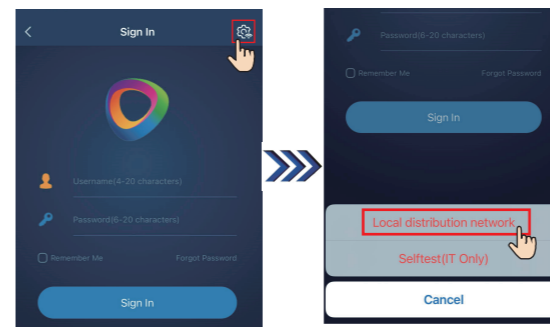 Sign In
Username(4-20 characters)
Password(6-20 characters)
Remember Me Forgot Password
Sign In
Password(6-20 characters)
Remember Me Forgot Password
Sign In
Local distribution network
Selftest(IT Only)
Cancel